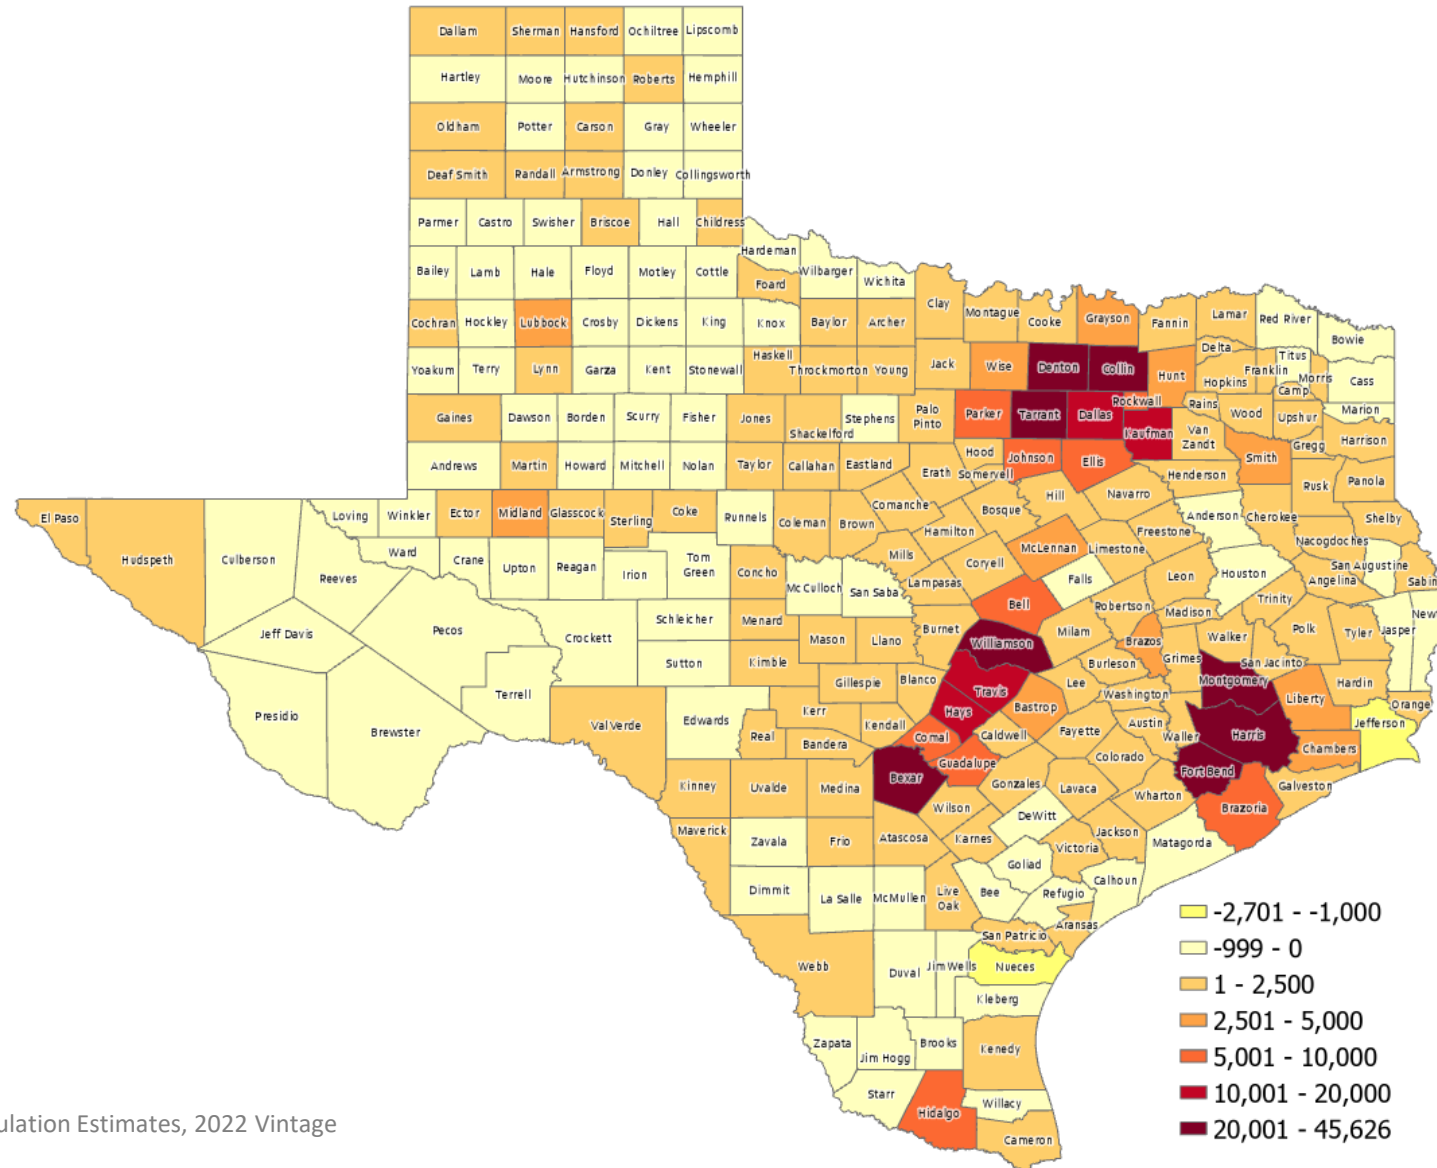 Dallam Sherman Hansford Ochiltree Lipscomb
Hartley Moore Hutchinson Roberts Hemphill
Oldham Potter Carson Gray Wheeler
Deaf Smith Randall Armstrong Donley Collingsworth
Parmer Castro Swisher Briscoe Hall Childress
Hardeman
Bailey Lamb Hale Floyd Motley Cottle Foard Wilbarger Wichita
Cochran Hockley Lubbock Crosby Dickens King Knox Baylor Archer Clay Montague Cooke Grayson Fannin Lamar Red River Bowie
Yoakum Terry Lynn Garza Kent Stonewall Haskell Throckmorton Young Jack Wise Denton Collin Hunt Delta Hopkins Franklin Titus Camp Morris Cass
Gaines Dawson Borden Scurry Fisher Jones Shackelford Stephens Palo
Pinto Parker Tarrant Dallas Rockwall Kaufman Rains Van
Zandt Wood Upshur Marion
Andrews Martin Howard Mitchell Nolan Taylor Callahan Eastland Erath Hood Somervell Johnson Ellis Henderson Smith Gregg Harrison
El Paso Hudspeth Culberson Loving Winkler Ector Midland Glasscock Sterling Coke Runnels Coleman Brown Comanche Hamilton Bosque Hill Navarro Freestone Anderson Cherokee Rusk Panola Shelby
Reeves Ward Crane Upton Reagan Irion Tom
Green Concho McCulloch San Saba Mills Lampasas Coryell McLennan Limestone Falls Leon Houston Nacogdoches Angelina San Augustine Sabin
Jeff Davis Pecos Crockett Schleicher Menard Mason Llano Burnet Bell Milam Robertson Madison Trinity Polk Tyler Jasper New
Sutton Kimble Gillespie Blanco Williamson Burleson Brazos Grimes Walker San Jacinto Hardin
Presidio Brewster Terrell Val Verde Edwards Real Kerr Bandera Kendall Travis Hays Comal Bastrop Lee Washington Montgomery Liberty Orange
Caldwell Fayette Austin Waller Harris Chambers Jefferson
Kinney Uvalde Medina Bexar Guadalupe Gonzales Lavaca Colorado Wharton Fort Bend Brazoria Galveston
Maverick Zavala Frio Atascosa Wilson Karnes DeWitt Victoria Jackson Matagorda
Dimmit La Salle McMullen Live
Oak Bee Goliad Refugio Calhoun
Webb Duval Jim Wells San Patricio Aransas Nueces
Kleberg
Zapata Jim Hogg Brooks Kenedy
Starr Hidalgo Willacy
Cameron
-2,701 - -1,000
-999 - 0
1 - 2,500
2,501 - 5,000
5,001 - 10,000
10,001 - 20,000
20,001 - 45,626
ulation Estimates, 2022 Vintage